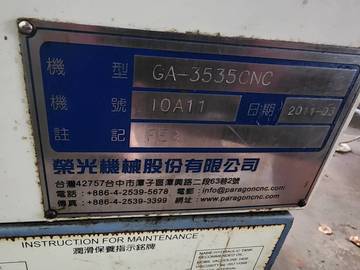 機 型 GA-3535CNC
機 號 10A11 日期 2011-03
註 記
榮光機械股份有限公司
台灣42757台中市潭子區潭興路二段63巷2號
電話：+886-4-2539-5678 E-mail：info@paragoncnc.com
傳真：+886-4-2539-3399 網址：www.paragoncnc.com
INSTRUCTION FOR MAINTENANCE
潤滑保養指示銘牌
RECOMMENDED OIL